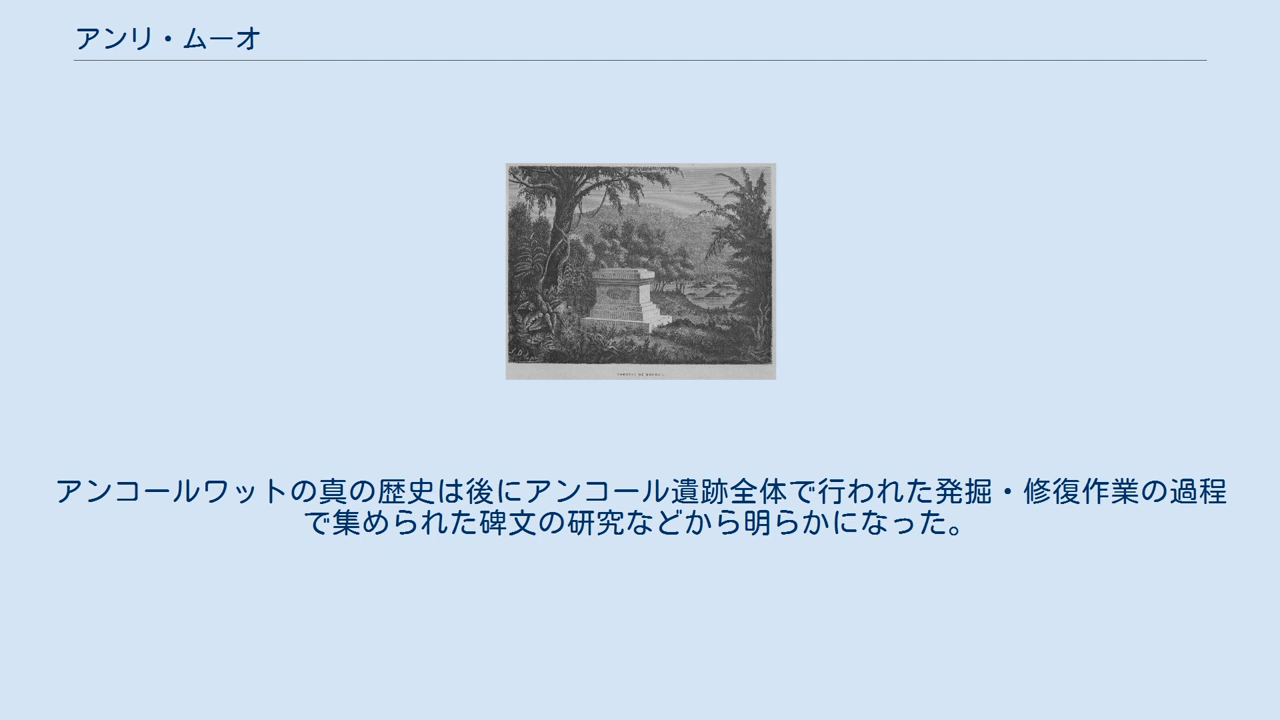 アンリ・ムーオ
アンコールワットの真の歴史は後にアンコール遺跡全体で行われた発掘・修復作業の過程
で集められた碑文の研究などから明らかになった。